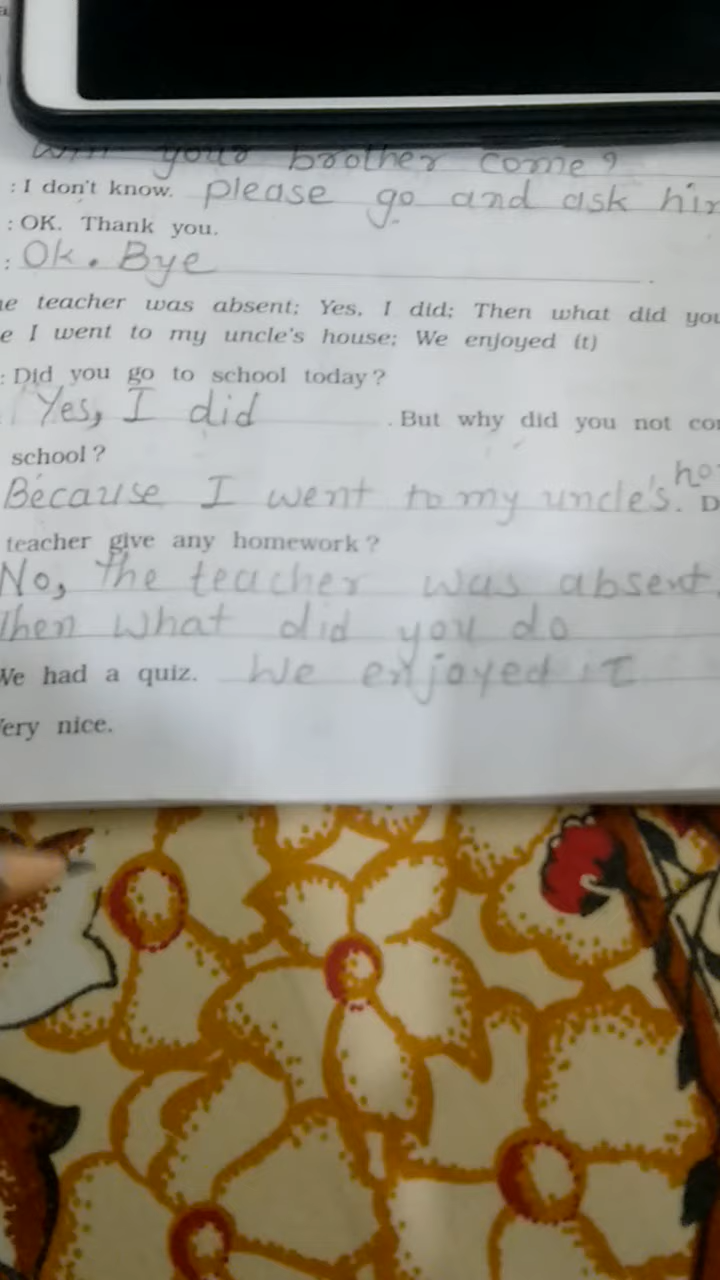 your brother come?
: I don't know. please go and ask
: OK. Thank you.
: Ok. Bye
teacher was absent; Yes, I did; Then what did you
I went to my uncle's house; We enjoyed it)
: Did you go to school today?
Yes, I did. But why did you not
school?
ho
Because I went to my uncle's. D
teacher give any homework?
No, the teacher was absent.
Then what did you do
We had a quiz. We enjoyed it
Very nice.